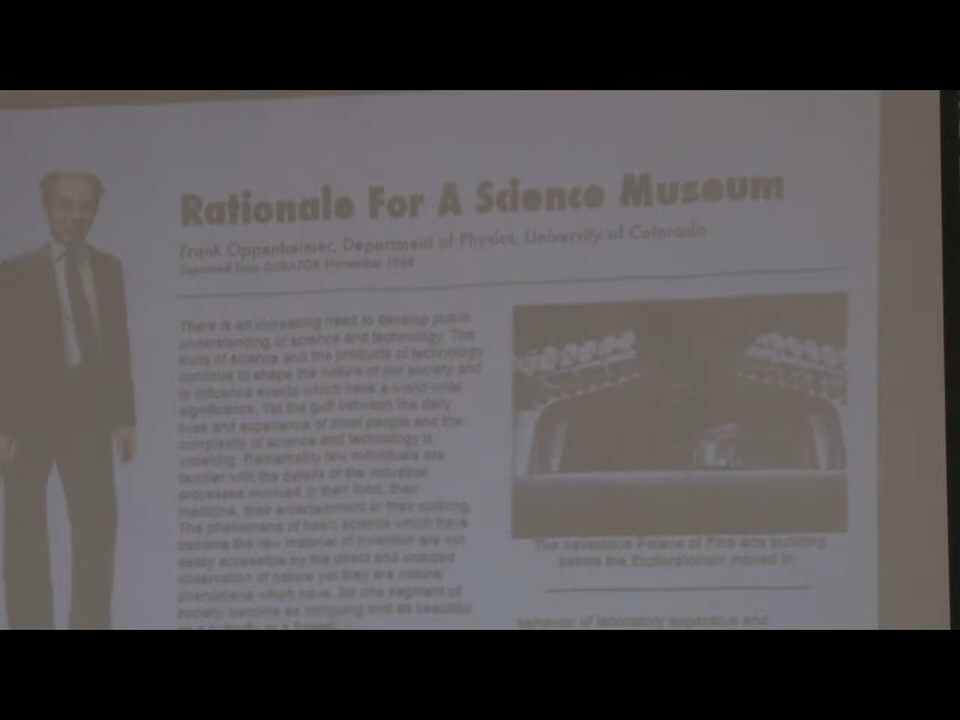 Rationale For A Science Museum
Frank Oppenheimer, Department of Physics, University of Colorado
Reprinted from CURATOR November 1968
There is an increasing need to develop public
understanding of science and technology. The
fruits of science and the products of technology
continue to shape the nature of our society and
to influence events which have a world-wide
significance. Yet the gulf between the daily
lives and experience of most people and the
complexity of science and technology is
widening. Remarkably few individuals are
familiar with the details of the industrial
processes involved in their food, their
medicine, their entertainment or their clothing.
The phenomena of basic science which have
become the raw material of invention are not
easily accessible by the direct and unaided
observation of nature yet they are natural
phenomena which have, for one segment of
society become as intriguing and as beautiful
as a butterfly or a flower.
The cavernous Palace of Fine arts building
before the Exploratorium moved in.
behavior of laboratory apparatus and